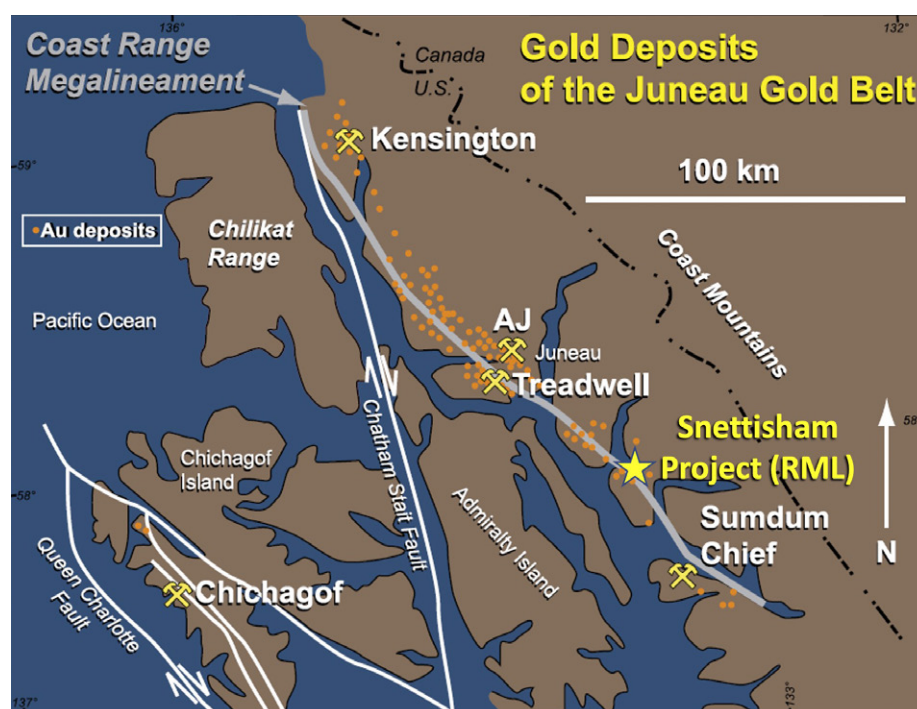 136°
132°
Coast Range
Megalineament
Canada
U.S.
Gold Deposits
of the Juneau Gold Belt
Kensington
59°
100 km
Au deposits
Chilikat
Range
Coast Mountains
Pacific Ocean
AJ
Juneau
Treadwell
58°
Snettisham
Project (RML)
Chatham Stait Fault
Chichagof
Island
58°
Admiralty Island
Sumdum
Chief
N
Queen Charlotte
Fault
Chichagof
137°
133°